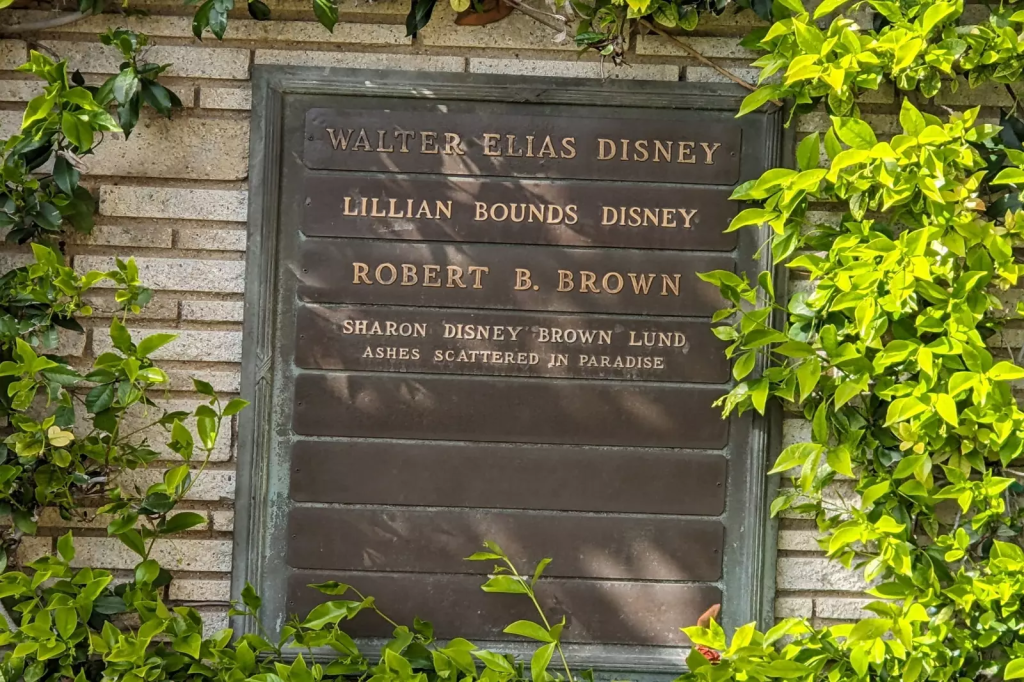 WALTER ELIAS DISNEY
LILLIAN BOUNDS DISNEY
ROBERT B. BROWN
SHARON DISNEY BROWN LUND
ASHES SCATTERED IN PARADISE